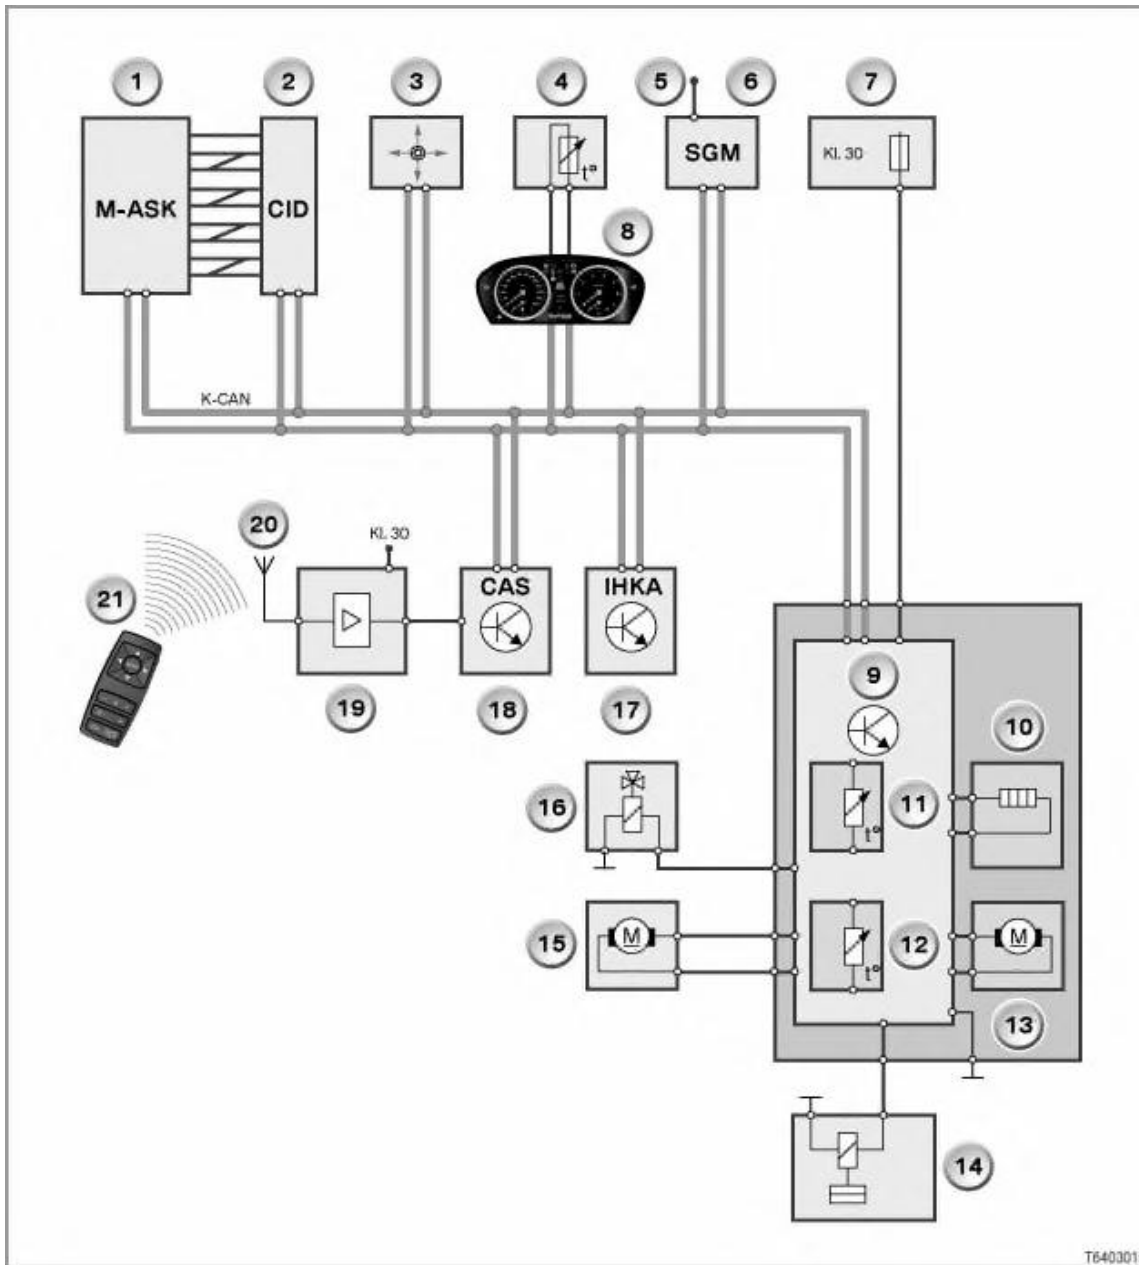 1 2 3 4 5 6 7
M-ASK CID SGM Kl. 30
t°
8
K-CAN
20 Kl. 30
21 CAS IHKA
19 18 17 9
10
16 11
t°
15 M 12 M
t°
13
14
T640301